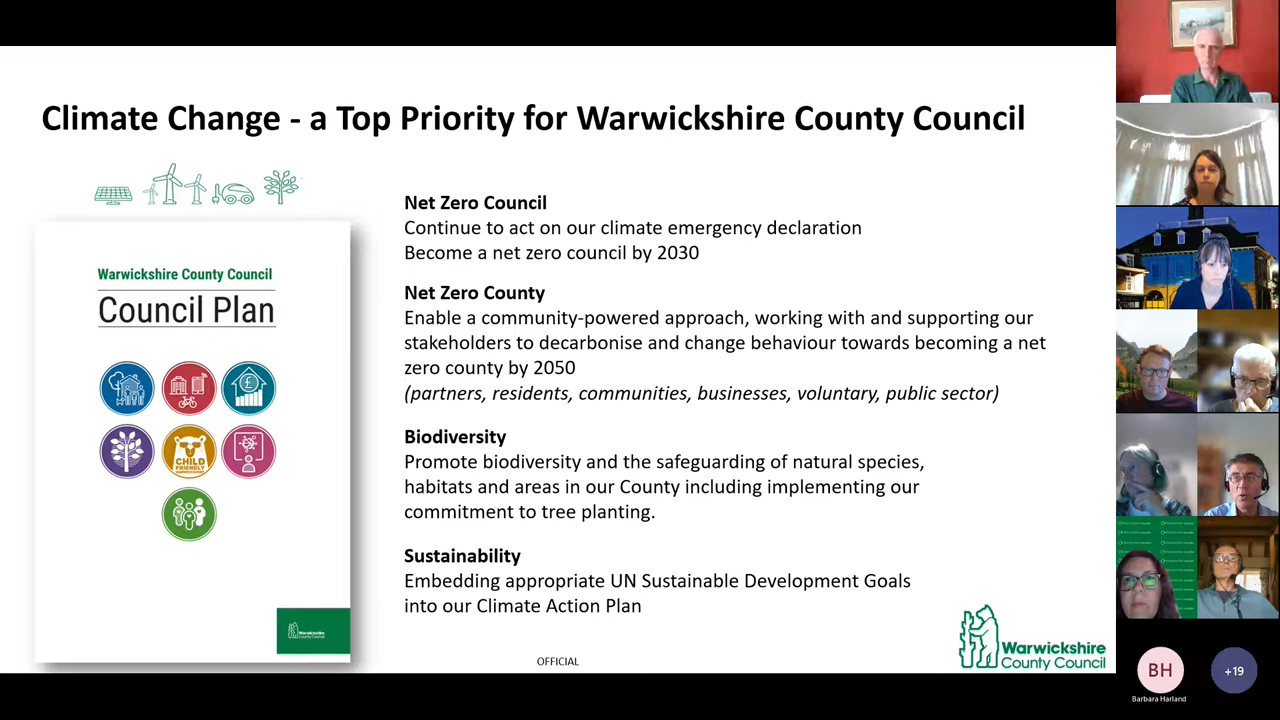 Climate Change - a Top Priority for Warwickshire County Council
Warwickshire County Council
Council Plan
CHILD
FRIENDLY
Warwickshire
County Council
Net Zero Council
Continue to act on our climate emergency declaration
Become a net zero council by 2030
Net Zero County
Enable a community-powered approach, working with and supporting our
stakeholders to decarbonise and change behaviour towards becoming a net
zero county by 2050
(partners, residents, communities, businesses, voluntary, public sector)
Biodiversity
Promote biodiversity and the safeguarding of natural species,
habitats and areas in our County including implementing our
commitment to tree planting.
Sustainability
Embedding appropriate UN Sustainable Development Goals
into our Climate Action Plan
OFFICIAL
Warwickshire
County Council
BH
+19
Barbara Harland